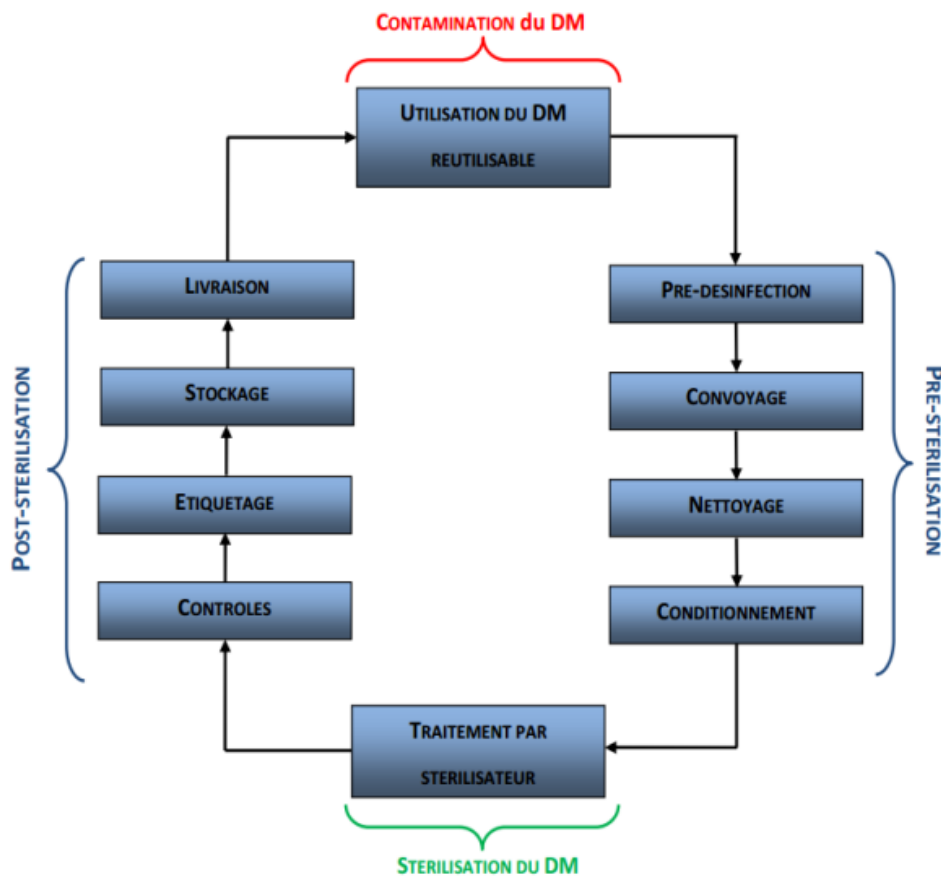 CONTAMINATION du DM
UTILISATION DU DM
REUTILISABLE
LIVRAISON
STOCKAGE
ETIQUETAGE
CONTROLES
POST-STERILISATION
PRE-DESINFECTION
CONVOYAGE
NETTOYAGE
CONDITIONNEMENT
PRE-STERILISATION
TRAITEMENT PAR
STERILISATEUR
STERILISATION DU DM